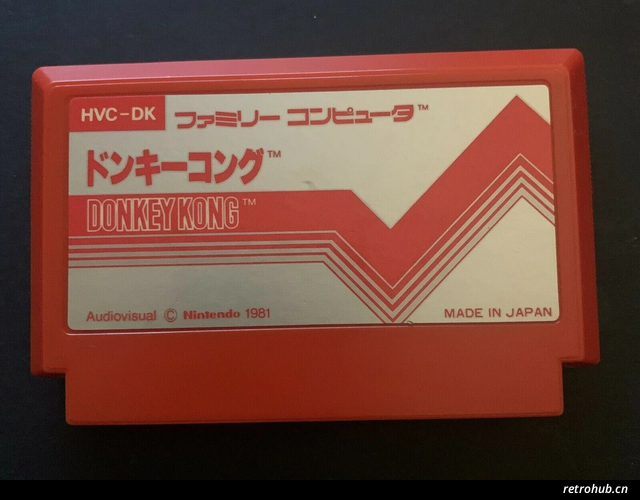 HVC-DK ファミリー コンピュータ™
ドンキーコング™
DONKEY KONG™
Audiovisual © Nintendo 1981 MADE IN JAPAN
retrohub.cn